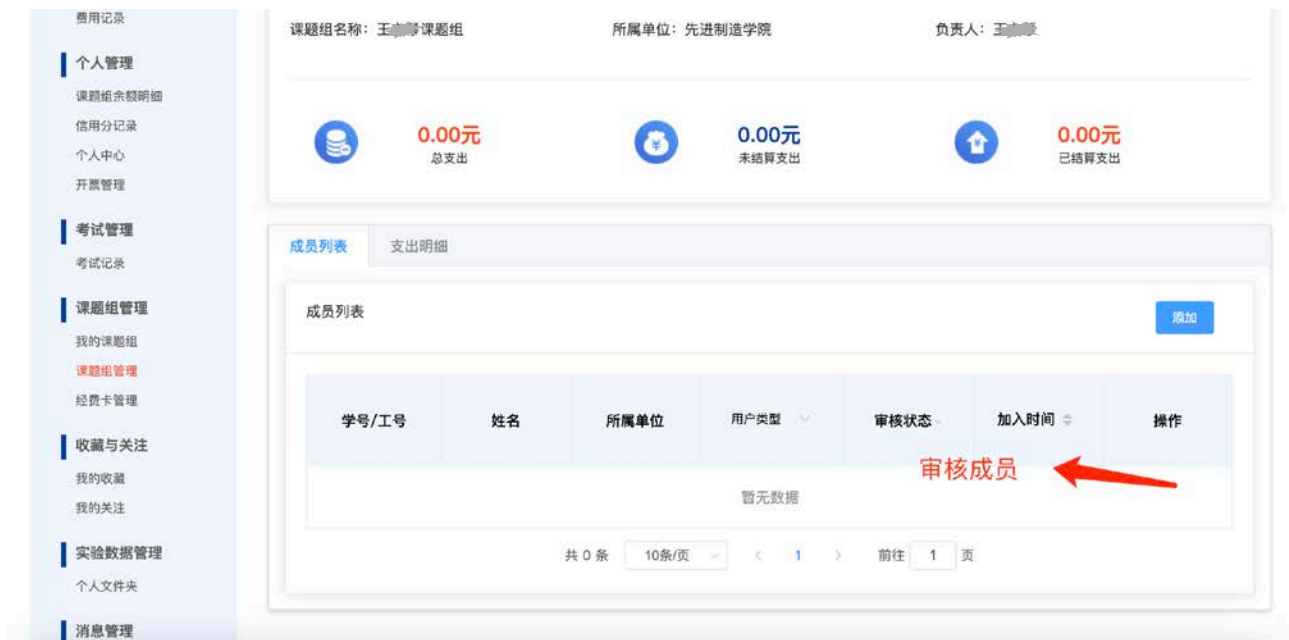 费用记录
个人管理
课题组余额明细
信用分记录
个人中心
开票管理
考试管理
考试记录
课题组管理
我的课题组
课题组管理
经费卡管理
收藏与关注
我的收藏
我的关注
实验数据管理
个人文件夹
消息管理
课题组名称：王 课题组 所属单位：先进制造学院 负责人：王
0.00元 0.00元 0.00元
总支出 未结算支出 已结算支出
成员列表 支出明细
成员列表 添加
学号/工号 姓名 所属单位 用户类型 审核状态 加入时间 操作
审核成员
暂无数据
共 0 条 10条/页 < 1 > 前往 1 页